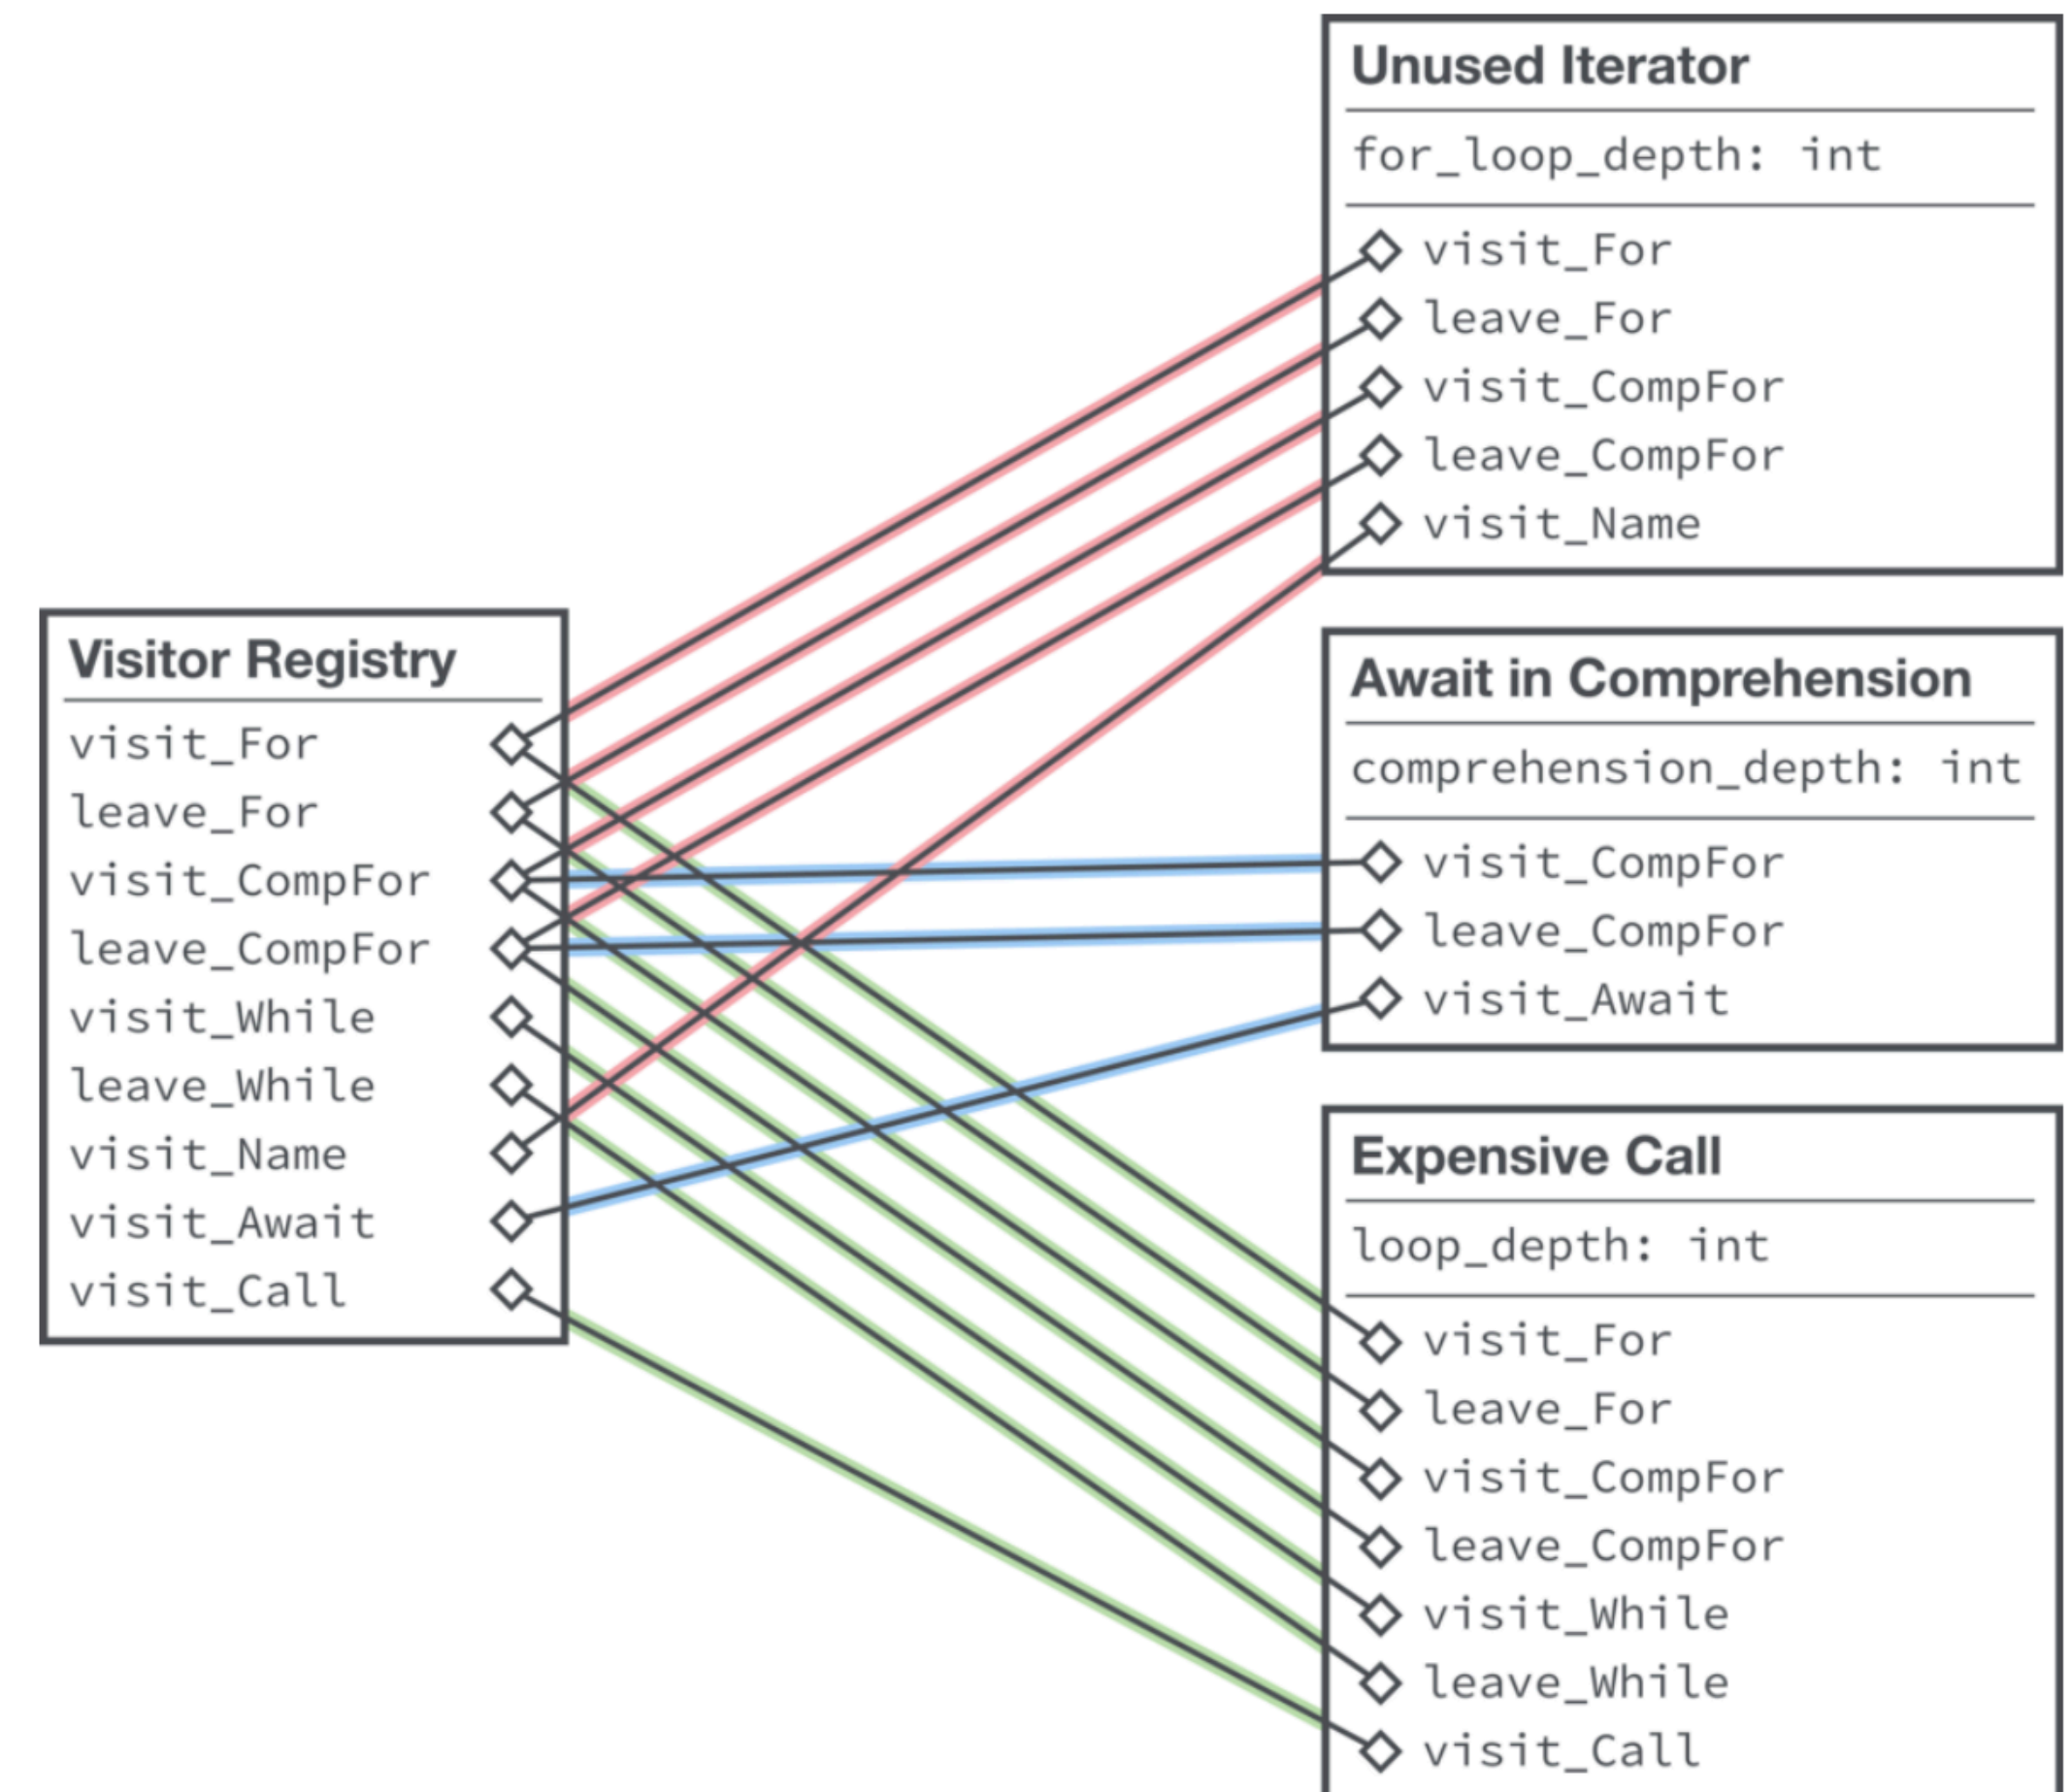 Unused Iterator
for_loop_depth: int
visit_For
leave_For
visit_CompFor
leave_CompFor
visit_Name
Visitor Registry
visit_For
leave_For
visit_CompFor
leave_CompFor
visit_While
leave_While
visit_Name
visit_Await
visit_Call
Await in Comprehension
comprehension_depth: int
visit_CompFor
leave_CompFor
visit_Await
Expensive Call
loop_depth: int
visit_For
leave_For
visit_CompFor
leave_CompFor
visit_While
leave_While
visit_Call